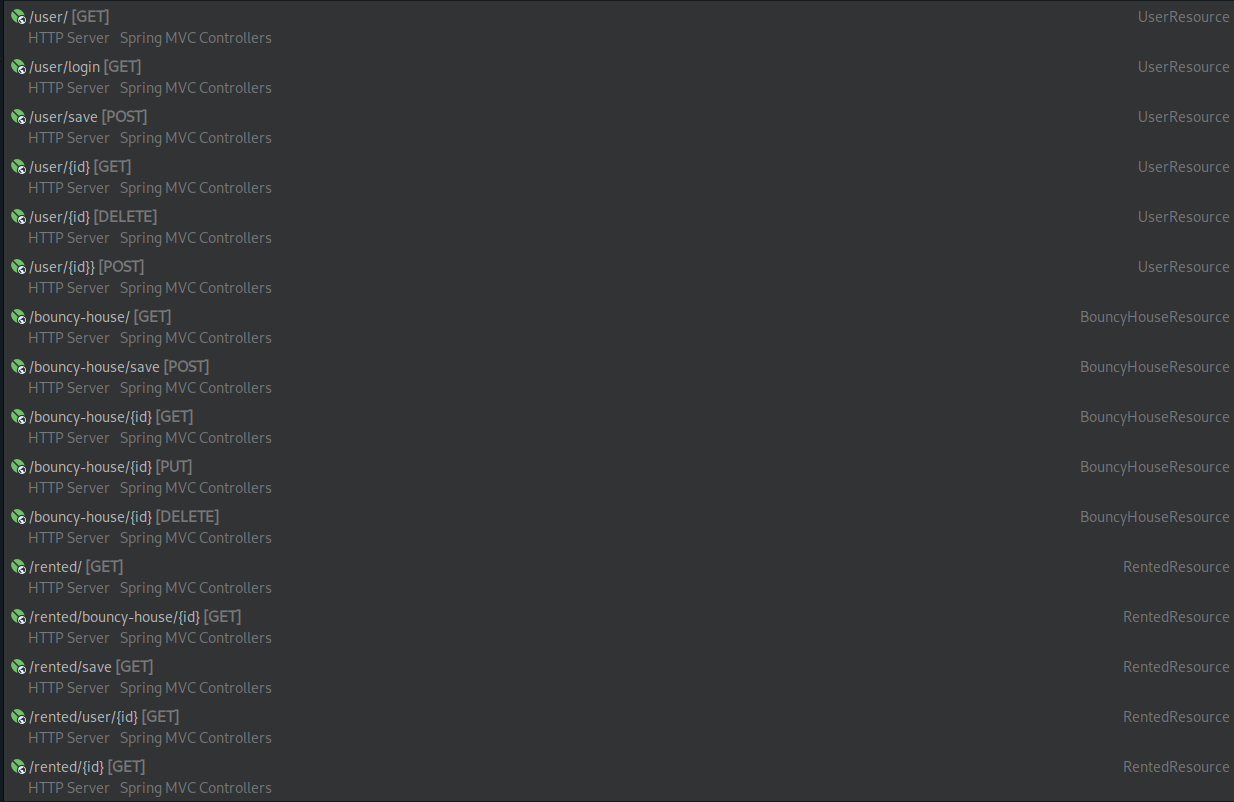 /user/ [GET] UserResource
HTTP Server Spring MVC Controllers
/user/login [GET] UserResource
HTTP Server Spring MVC Controllers
/user/save [POST] UserResource
HTTP Server Spring MVC Controllers
/user/{id} [GET] UserResource
HTTP Server Spring MVC Controllers
/user/{id} [DELETE] UserResource
HTTP Server Spring MVC Controllers
/user/{id}} [POST] UserResource
HTTP Server Spring MVC Controllers
/bouncy-house/ [GET] BouncyHouseResource
HTTP Server Spring MVC Controllers
/bouncy-house/save [POST] BouncyHouseResource
HTTP Server Spring MVC Controllers
/bouncy-house/{id} [GET] BouncyHouseResource
HTTP Server Spring MVC Controllers
/bouncy-house/{id} [PUT] BouncyHouseResource
HTTP Server Spring MVC Controllers
/bouncy-house/{id} [DELETE] BouncyHouseResource
HTTP Server Spring MVC Controllers
/rented/ [GET] RentedResource
HTTP Server Spring MVC Controllers
/rented/bouncy-house/{id} [GET] RentedResource
HTTP Server Spring MVC Controllers
/rented/save [GET] RentedResource
HTTP Server Spring MVC Controllers
/rented/user/{id} [GET] RentedResource
HTTP Server Spring MVC Controllers
/rented/{id} [GET] RentedResource
HTTP Server Spring MVC Controllers